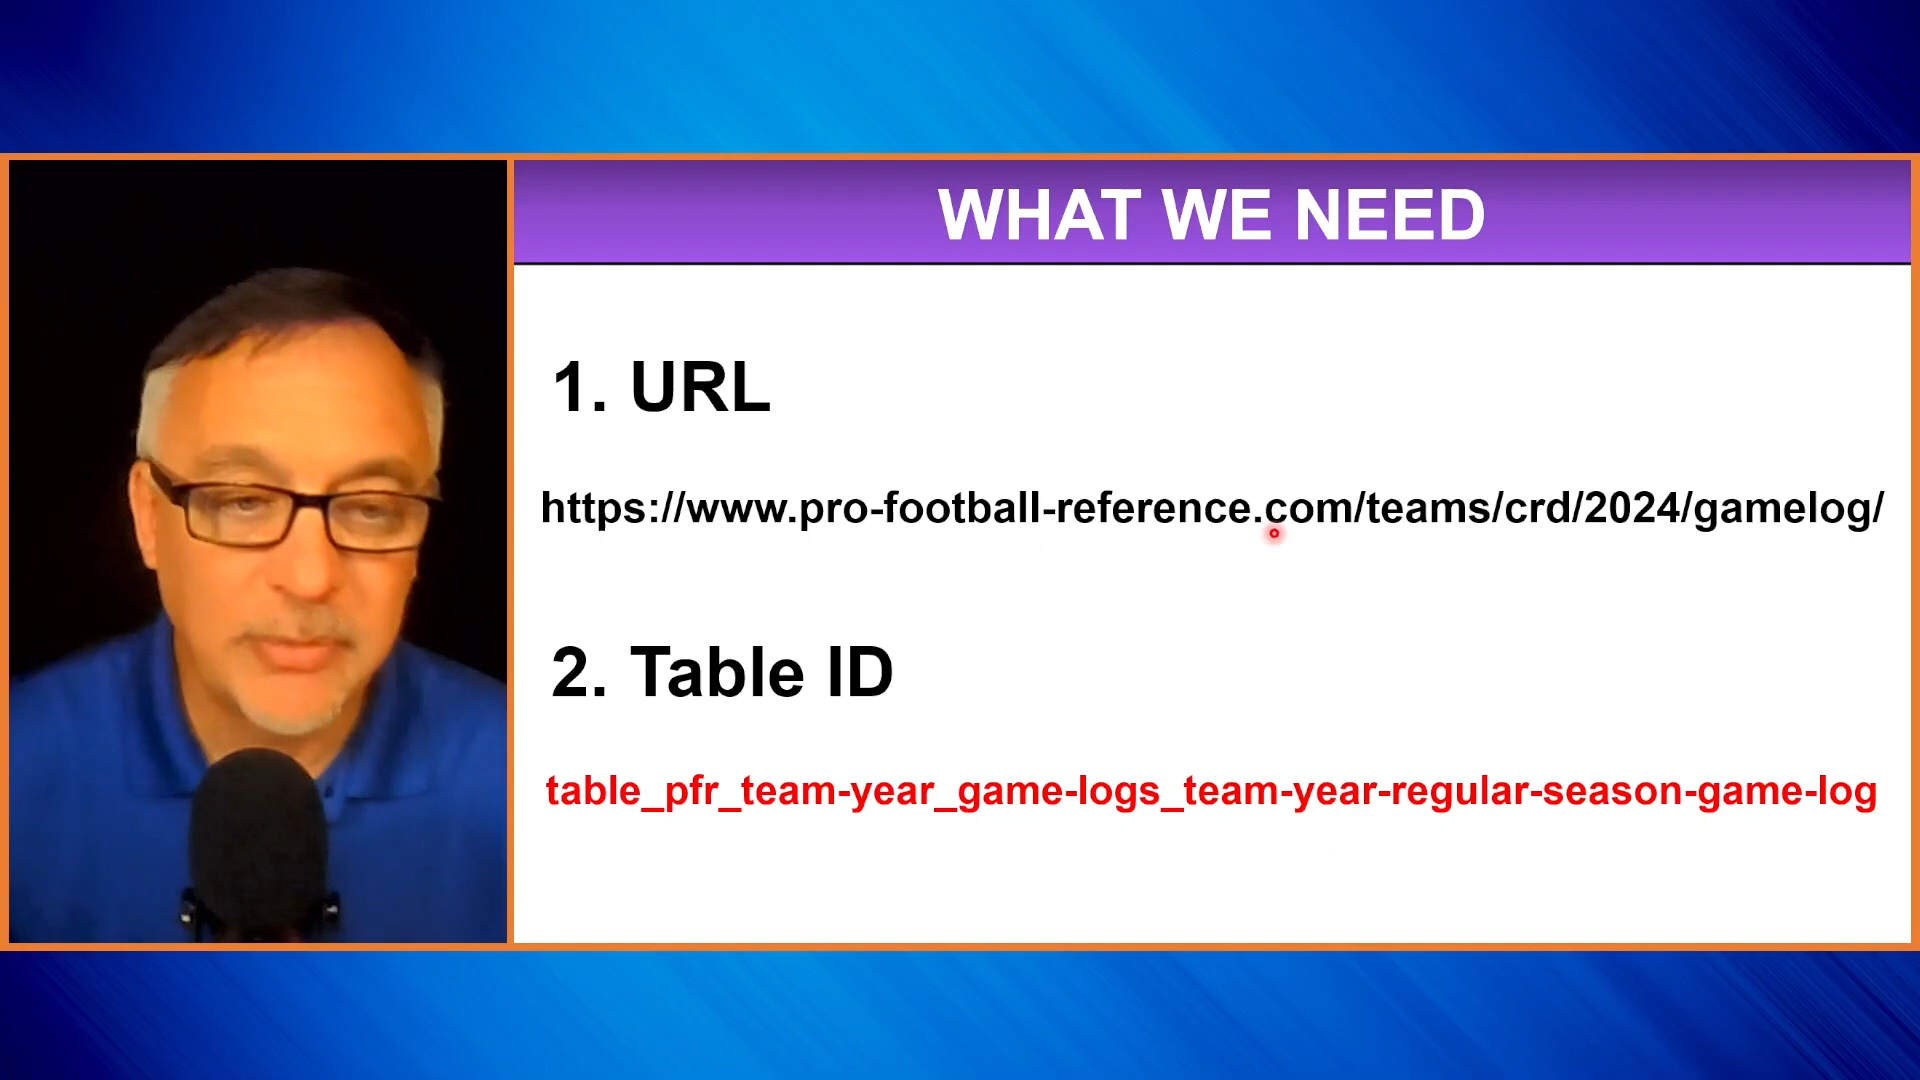 WHAT WE NEED
1. URL
https://www.pro-football-reference.com/teams/crd/2024/gamelog/
2. Table ID
table_pfr_team-year_game-logs_team-year-regular-season-game-log